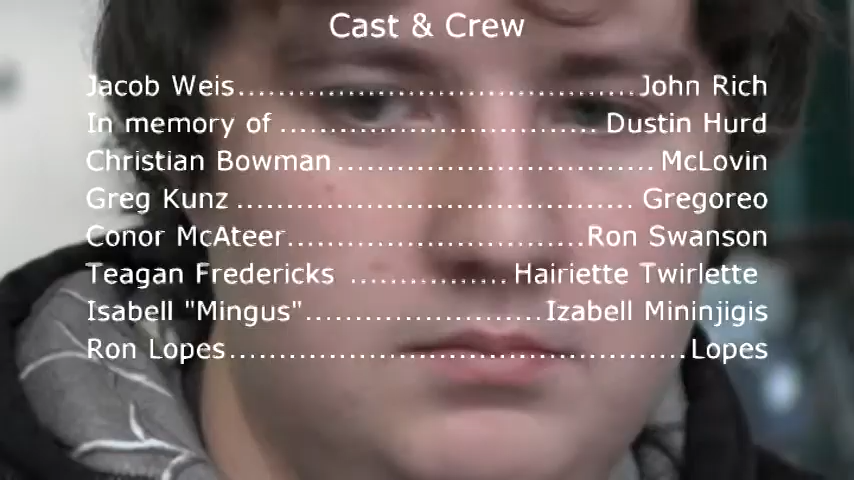 Cast & Crew
Jacob Weis.......................................John Rich
In memory of ................................ Dustin Hurd
Christian Bowman................................ McLovin
Greg Kunz ........................................ Gregoreo
Conor McAteer..............................Ron Swanson
Teagan Fredericks ................Hairiette Twirlette
Isabell "Mingus"........................Izabell Mininjigis
Ron Lopes..............................................Lopes